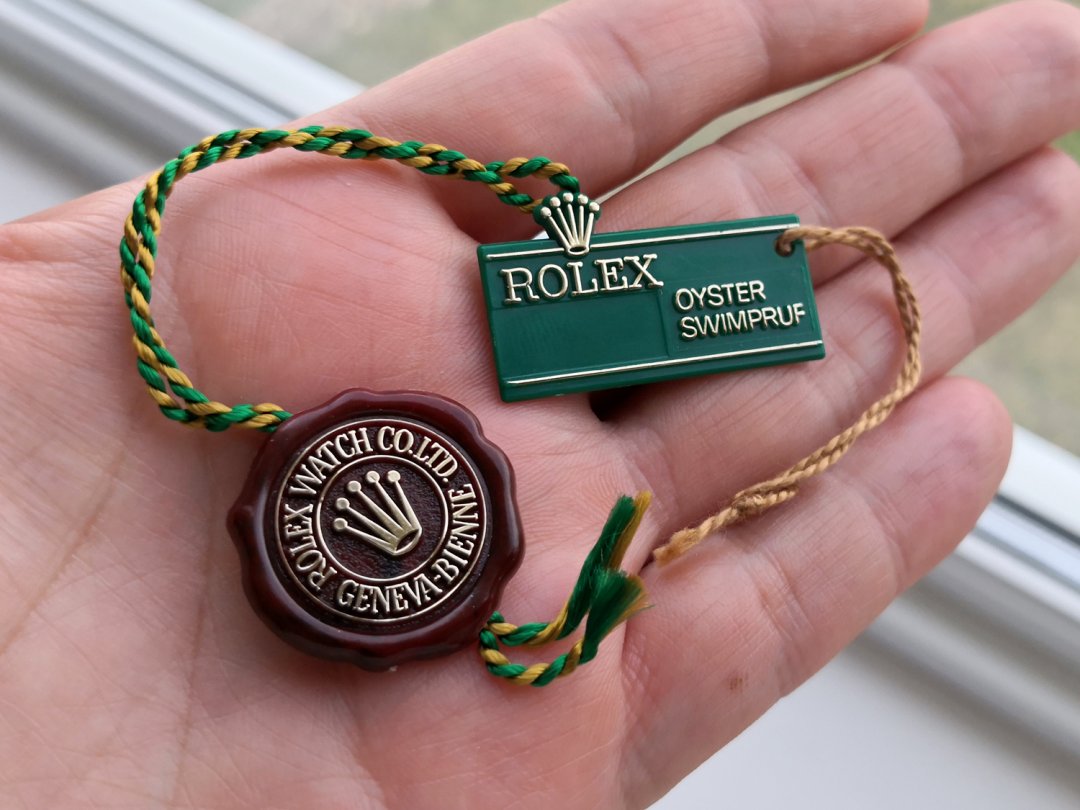 ROLEX
OYSTER
SWIMPRUF
ROLEX WATCH CO.LTD.
GENEVA-BIENNE